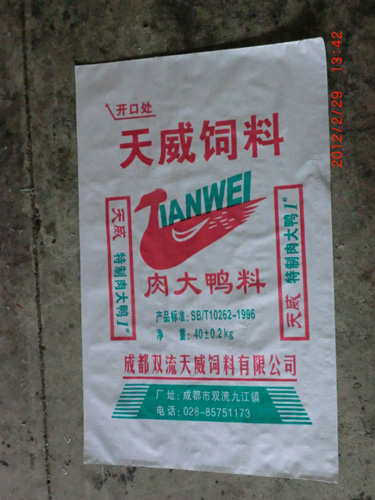 2012/2/29 13:42
开口处
天威饲料
TIANWEI
天威 特制肉大鸭1#
天威 特制肉大鸭1#
肉大鸭料
产品标准:SB/T10262-1996
净 重:40±0.2kg
成都双流天威饲料有限公司
厂址:成都市双流九江镇
电话:028-85751173